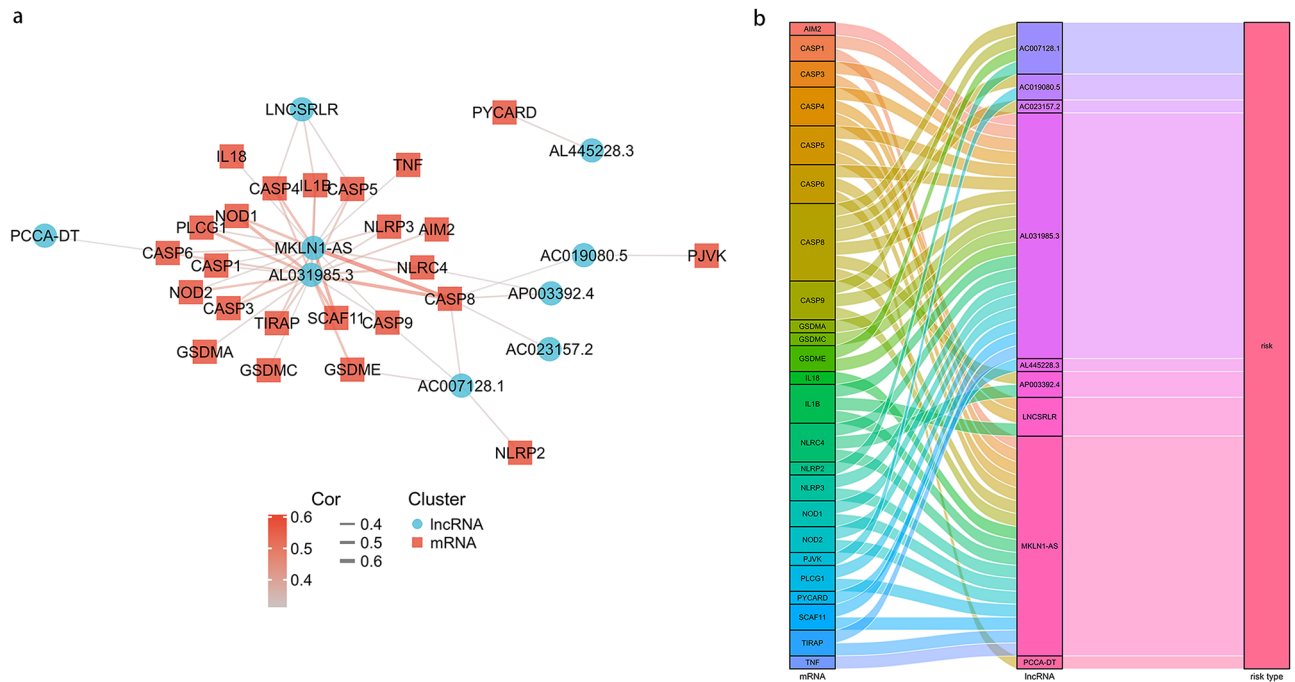 a
LNCSRLR
PYCARD
AL445228.3
IL18
TNF
CASP4
IL1B
CASP5
NOD1
PLCG1
NLRP3
AIM2
PCCA-DT
MKLN1-AS
CASP6
AC019080.5
PJVK
CASP1
AL031985.3
NLRC4
NOD2
CASP8
AP003392.4
CASP3
TIRAP
SCAF11
CASP9
GSDMA
AC023157.2
GSDMC
GSDME
AC007128.1
NLRP2
Cor
Cluster
0.6
0.5
0.4
0.4
0.5
0.6
lncRNA
mRNA
b
AIM2
CASP1
CASP3
CASP4
CASP5
CASP6
CASP8
CASP9
GSDMA
GSDMC
GSDME
IL18
IL1B
NLRC4
NLRP2
NLRP3
NOD1
NOD2
PJVK
PLCG1
PYCARD
SCAF11
TIRAP
TNF
mRNA
AC007128.1
AC019080.5
AC023157.2
AL031985.3
AL445228.3
AP003392.4
LNCSRLR
MKLN1-AS
PCCA-DT
lncRNA
risk
risk type